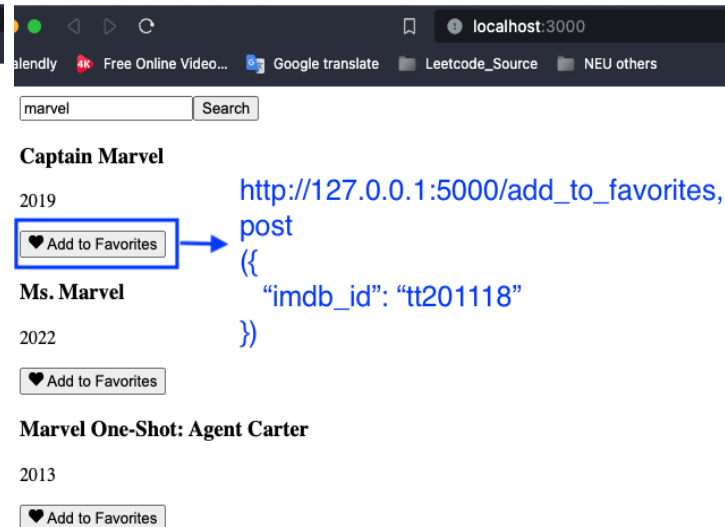 localhost:3000
alendly 4K Free Online Video... Google translate Leetcode_Source NEU others
marvel Search
Captain Marvel
2019
Add to Favorites
http://127.0.0.1:5000/add_to_favorites,
post
({
“imdb_id”: “tt201118”
})
Ms. Marvel
2022
Add to Favorites
Marvel One-Shot: Agent Carter
2013
Add to Favorites